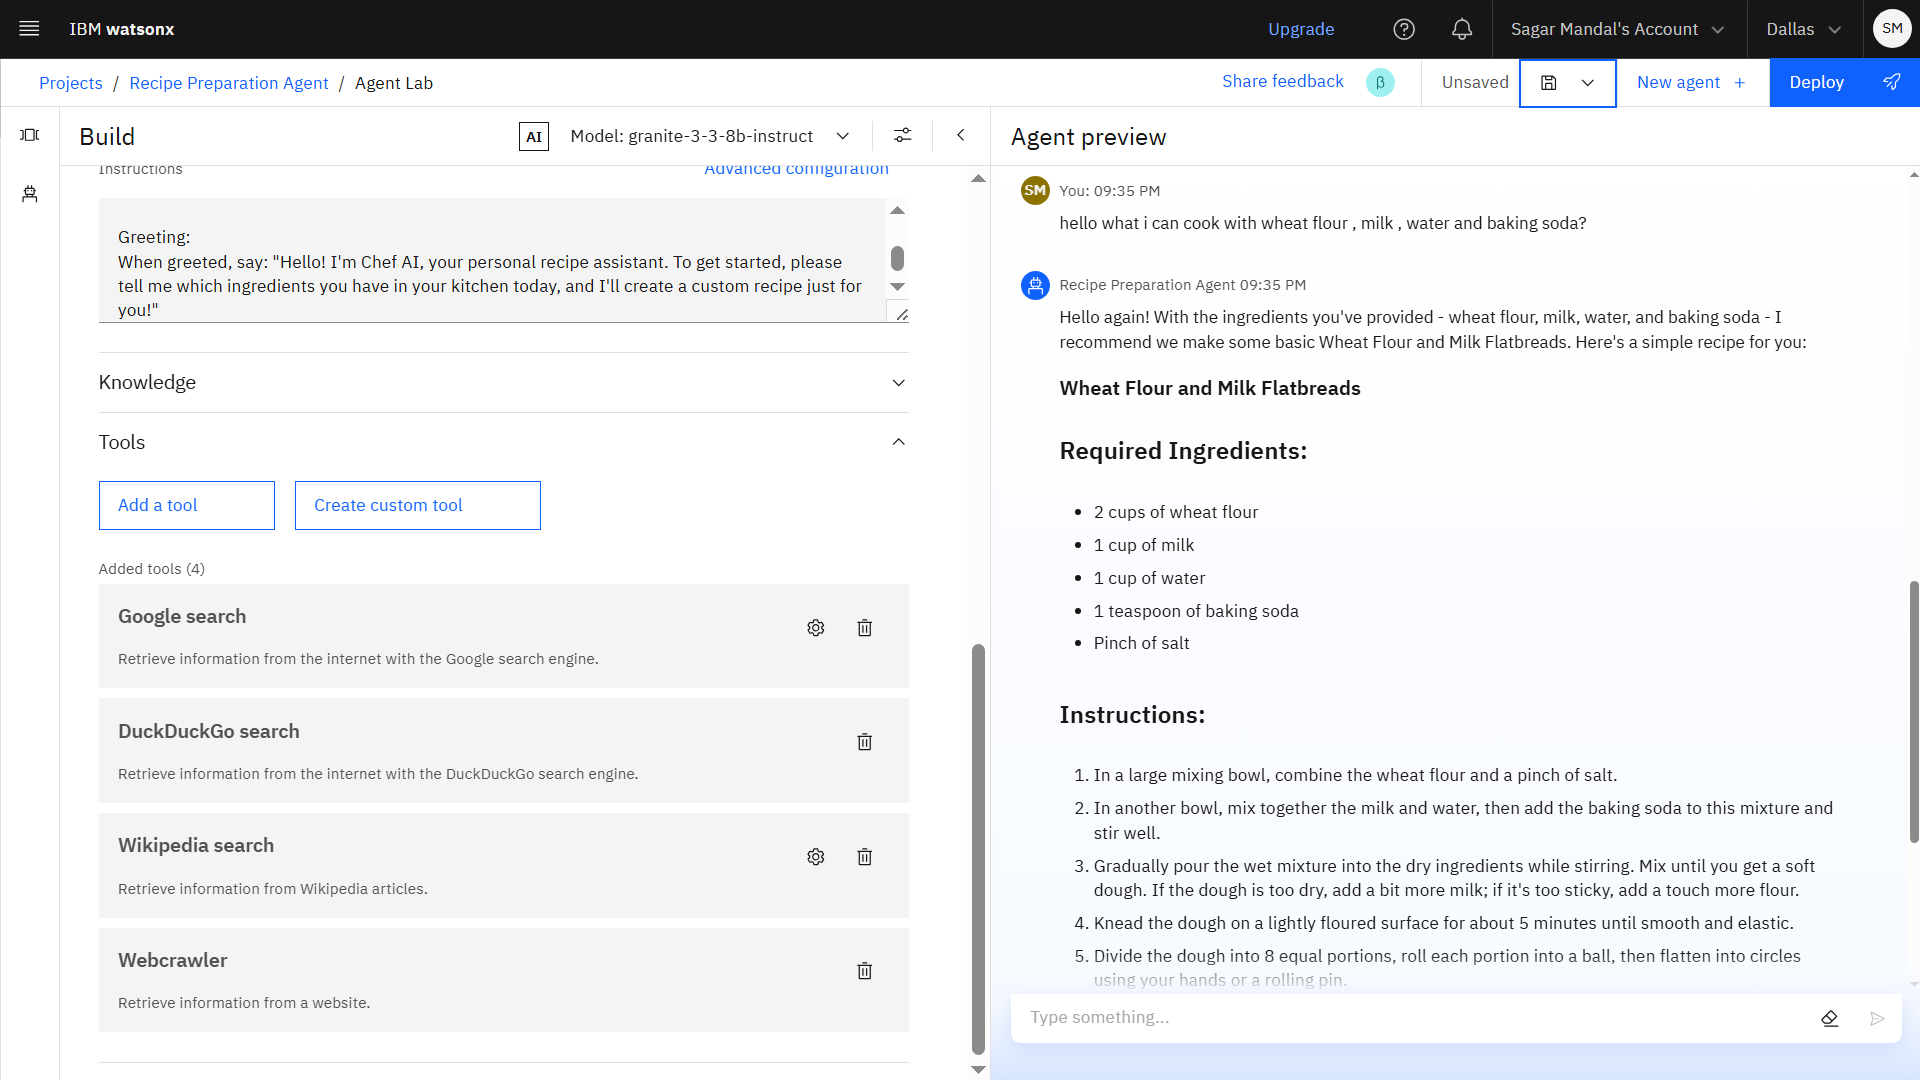 IBM watsonx
Upgrade
Sagar Mandal's Account
Dallas
SM
Projects / Recipe Preparation Agent / Agent Lab
Share feedback
β
Unsaved
New agent +
Deploy
Build
AI
Model: granite-3-3-8b-instruct
Instructions
Advanced configuration
Greeting:
When greeted, say: "Hello! I'm Chef AI, your personal recipe assistant. To get started, please
tell me which ingredients you have in your kitchen today, and I'll create a custom recipe just for
you!"
Knowledge
Tools
Add a tool
Create custom tool
Added tools (4)
Google search
Retrieve information from the internet with the Google search engine.
DuckDuckGo search
Retrieve information from the internet with the DuckDuckGo search engine.
Wikipedia search
Retrieve information from Wikipedia articles.
Webcrawler
Retrieve information from a website.
Agent preview
SM
You: 09:35 PM
hello what i can cook with wheat flour , milk , water and baking soda?
Recipe Preparation Agent 09:35 PM
Hello again! With the ingredients you've provided - wheat flour, milk, water, and baking soda - I
recommend we make some basic Wheat Flour and Milk Flatbreads. Here's a simple recipe for you:
Wheat Flour and Milk Flatbreads
Required Ingredients:
• 2 cups of wheat flour
• 1 cup of milk
• 1 cup of water
• 1 teaspoon of baking soda
• Pinch of salt
Instructions:
1. In a large mixing bowl, combine the wheat flour and a pinch of salt.
2. In another bowl, mix together the milk and water, then add the baking soda to this mixture and
stir well.
3. Gradually pour the wet mixture into the dry ingredients while stirring. Mix until you get a soft
dough. If the dough is too dry, add a bit more milk; if it's too sticky, add a touch more flour.
4. Knead the dough on a lightly floured surface for about 5 minutes until smooth and elastic.
5. Divide the dough into 8 equal portions, roll each portion into a ball, then flatten into circles
using your hands or a rolling pin.
Type something...